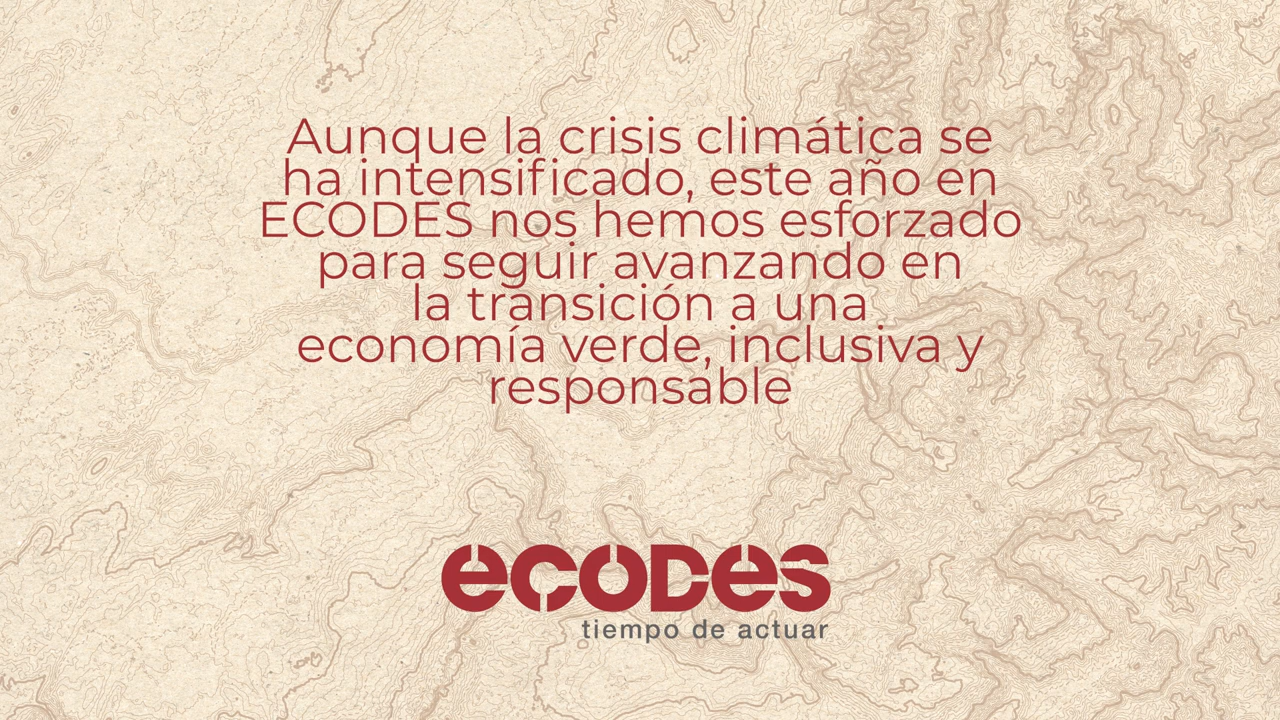 Aunque la crisis climática se
ha intensificado, este año en
ECODES nos hemos esforzado
para seguir avanzando en
la transición a una
economía verde, inclusiva y
responsable
ecodes
tiempo de actuar